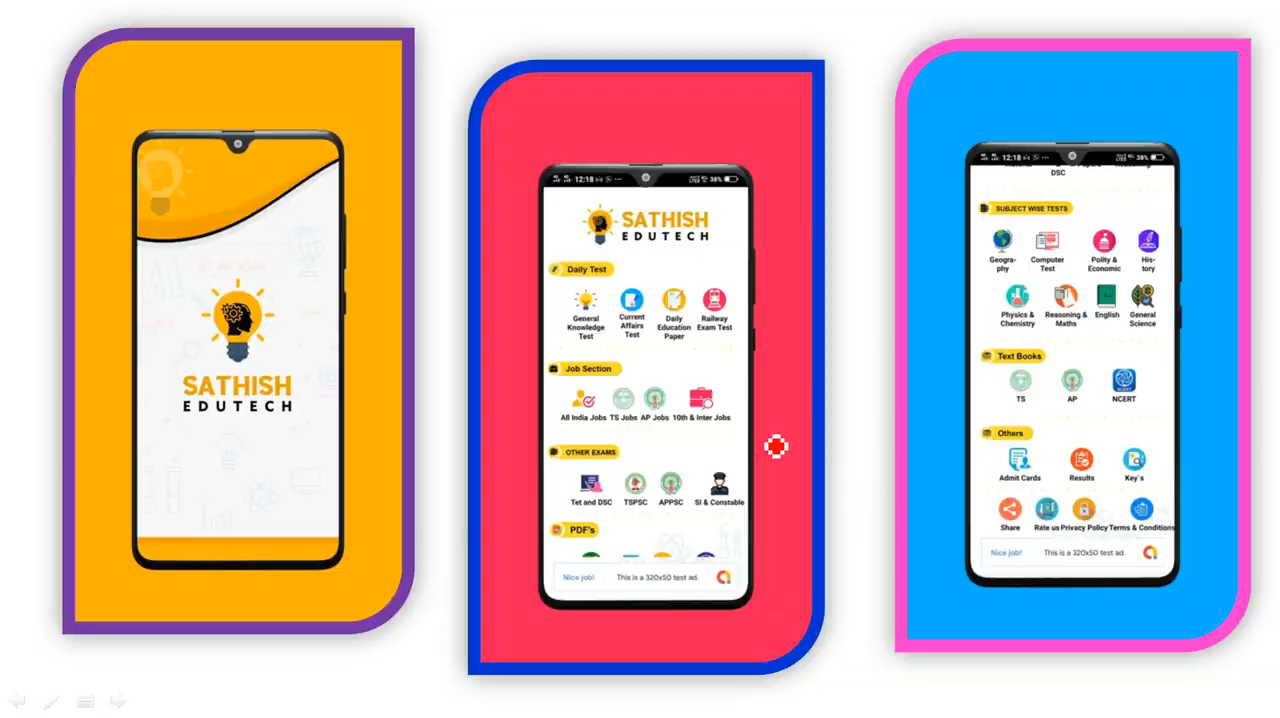 SATHISH
EDUTECH
12:18
38%
SATHISH
EDUTECH
Daily Test
General Knowledge Test
Current Affairs Test
Daily Education Paper
Railway Exam Test
Job Section
All India Jobs
TS Jobs
AP Jobs
10th & Inter Jobs
OTHER EXAMS
Tet and DSC
TSPSC
APPSC
SI & Constable
PDF's
Nice job!
This is a 320x50 test ad.
12:18
38%
DSC
SUBJECT WISE TESTS
Geogra-phy
Computer Test
Polity & Economic
His-tory
Physics & Chemistry
Reasoning & Maths
English
General Science
Text Books
TS
AP
NCERT
Others
Admit Cards
Results
Key`s
Share
Rate us
Privacy Policy
Terms & Conditions
Nice job!
This is a 320x50 test ad.